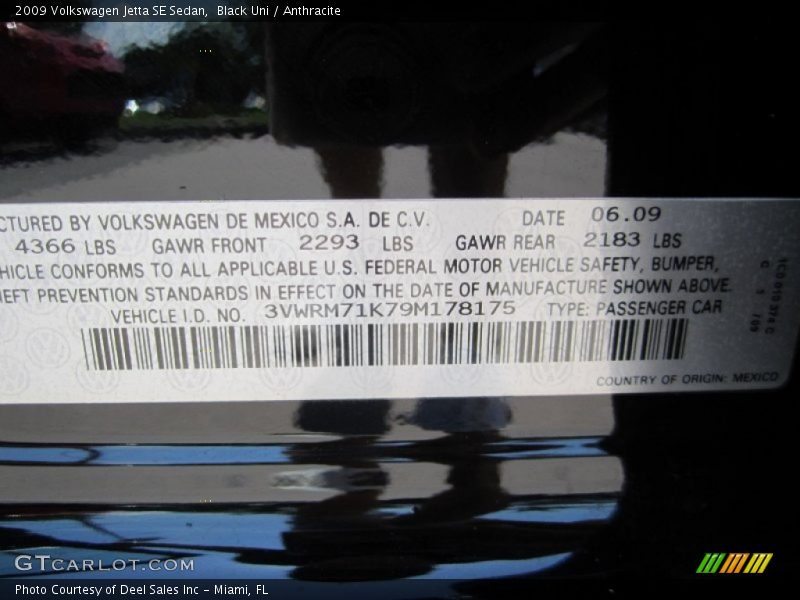 2009 Volkswagen Jetta SE Sedan, Black Uni / Anthracite
CTURED BY VOLKSWAGEN DE MEXICO S.A. DE C.V. DATE 06.09
4366 LBS GAWR FRONT 2293 LBS GAWR REAR 2183 LBS
HICLE CONFORMS TO ALL APPLICABLE U.S. FEDERAL MOTOR VEHICLE SAFETY, BUMPER,
HEFT PREVENTION STANDARDS IN EFFECT ON THE DATE OF MANUFACTURE SHOWN ABOVE.
VEHICLE I.D. NO. 3VWRM71K79M178175 TYPE: PASSENGER CAR
COUNTRY OF ORIGIN: MEXICO
GTCARLOT.COM
Photo Courtesy of Deel Sales Inc - Miami, FL